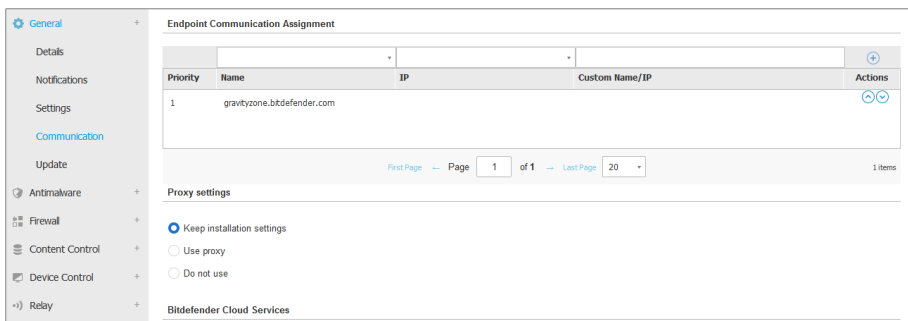 General +
Details
Notifications
Settings
Communication
Update
Antimalware +
Firewall +
Content Control +
Device Control +
Relay +
Endpoint Communication Assignment
Priority Name IP Custom Name/IP Actions
1 gravityzone.bitdefender.com
First Page ← Page 1 of 1 → Last Page 20 1 items
Proxy settings
Keep installation settings
Use proxy
Do not use
Bitdefender Cloud Services